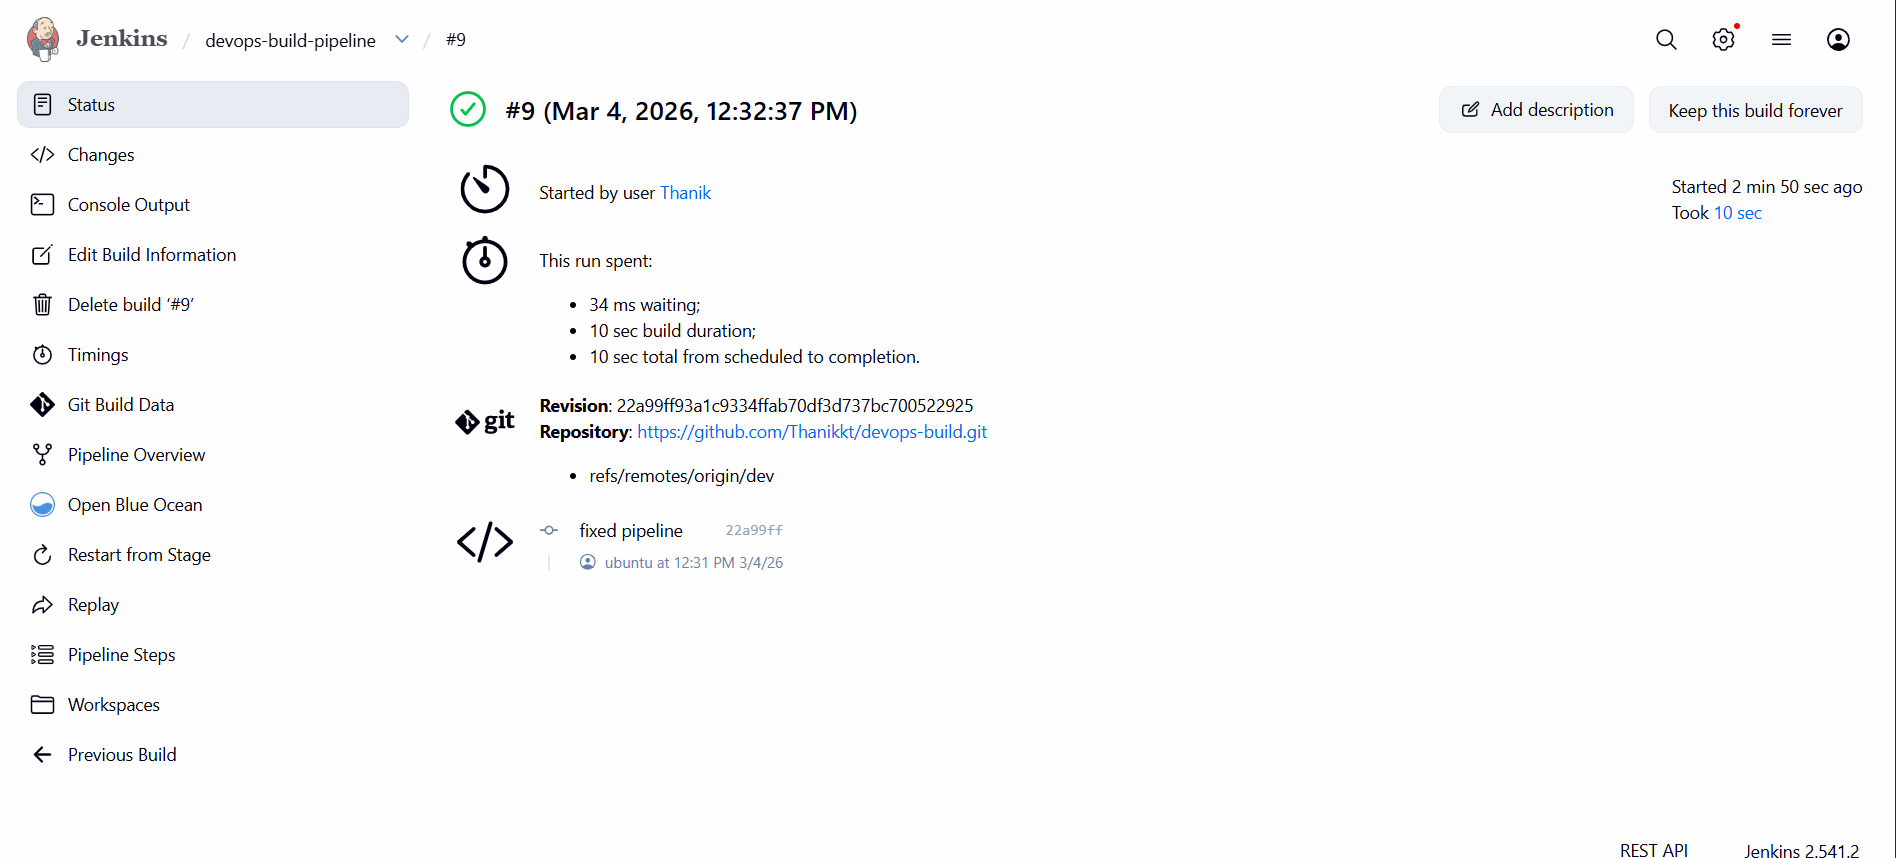 Jenkins / devops-build-pipeline / #9
Status
Changes
Console Output
Edit Build Information
Delete build ‘#9’
Timings
Git Build Data
Pipeline Overview
Open Blue Ocean
Restart from Stage
Replay
Pipeline Steps
Workspaces
Previous Build
#9 (Mar 4, 2026, 12:32:37 PM)
Add description
Keep this build forever
Started by user Thanik
Started 2 min 50 sec ago
Took 10 sec
This run spent:
• 34 ms waiting;
• 10 sec build duration;
• 10 sec total from scheduled to completion.
git
Revision: 22a99ff93a1c9334ffab70df3d737bc700522925
Repository: https://github.com/Thanikkt/devops-build.git
• refs/remotes/origin/dev
fixed pipeline 22a99ff
ubuntu at 12:31 PM 3/4/26
REST API
Jenkins 2.541.2